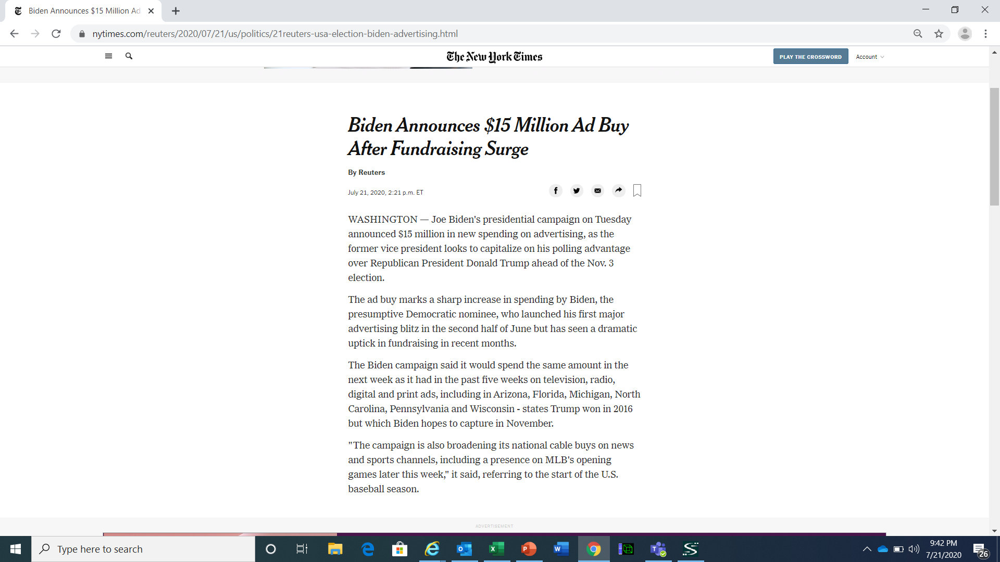 Biden Announces $15 Million Ad
nytimes.com/reuters/2020/07/21/us/politics/21reuters-usa-election-biden-advertising.html
The New York Times
PLAY THE CROSSWORD
Account
Biden Announces $15 Million Ad Buy
After Fundraising Surge
By Reuters
July 21, 2020, 2:21 p.m. ET
WASHINGTON — Joe Biden's presidential campaign on Tuesday
announced $15 million in new spending on advertising, as the
former vice president looks to capitalize on his polling advantage
over Republican President Donald Trump ahead of the Nov. 3
election.
The ad buy marks a sharp increase in spending by Biden, the
presumptive Democratic nominee, who launched his first major
advertising blitz in the second half of June but has seen a dramatic
uptick in fundraising in recent months.
The Biden campaign said it would spend the same amount in the
next week as it had in the past five weeks on television, radio,
digital and print ads, including in Arizona, Florida, Michigan, North
Carolina, Pennsylvania and Wisconsin - states Trump won in 2016
but which Biden hopes to capture in November.
"The campaign is also broadening its national cable buys on news
and sports channels, including a presence on MLB's opening
games later this week," it said, referring to the start of the U.S.
baseball season.
ADVERTISEMENT
Type here to search
9:42 PM
7/21/2020
26